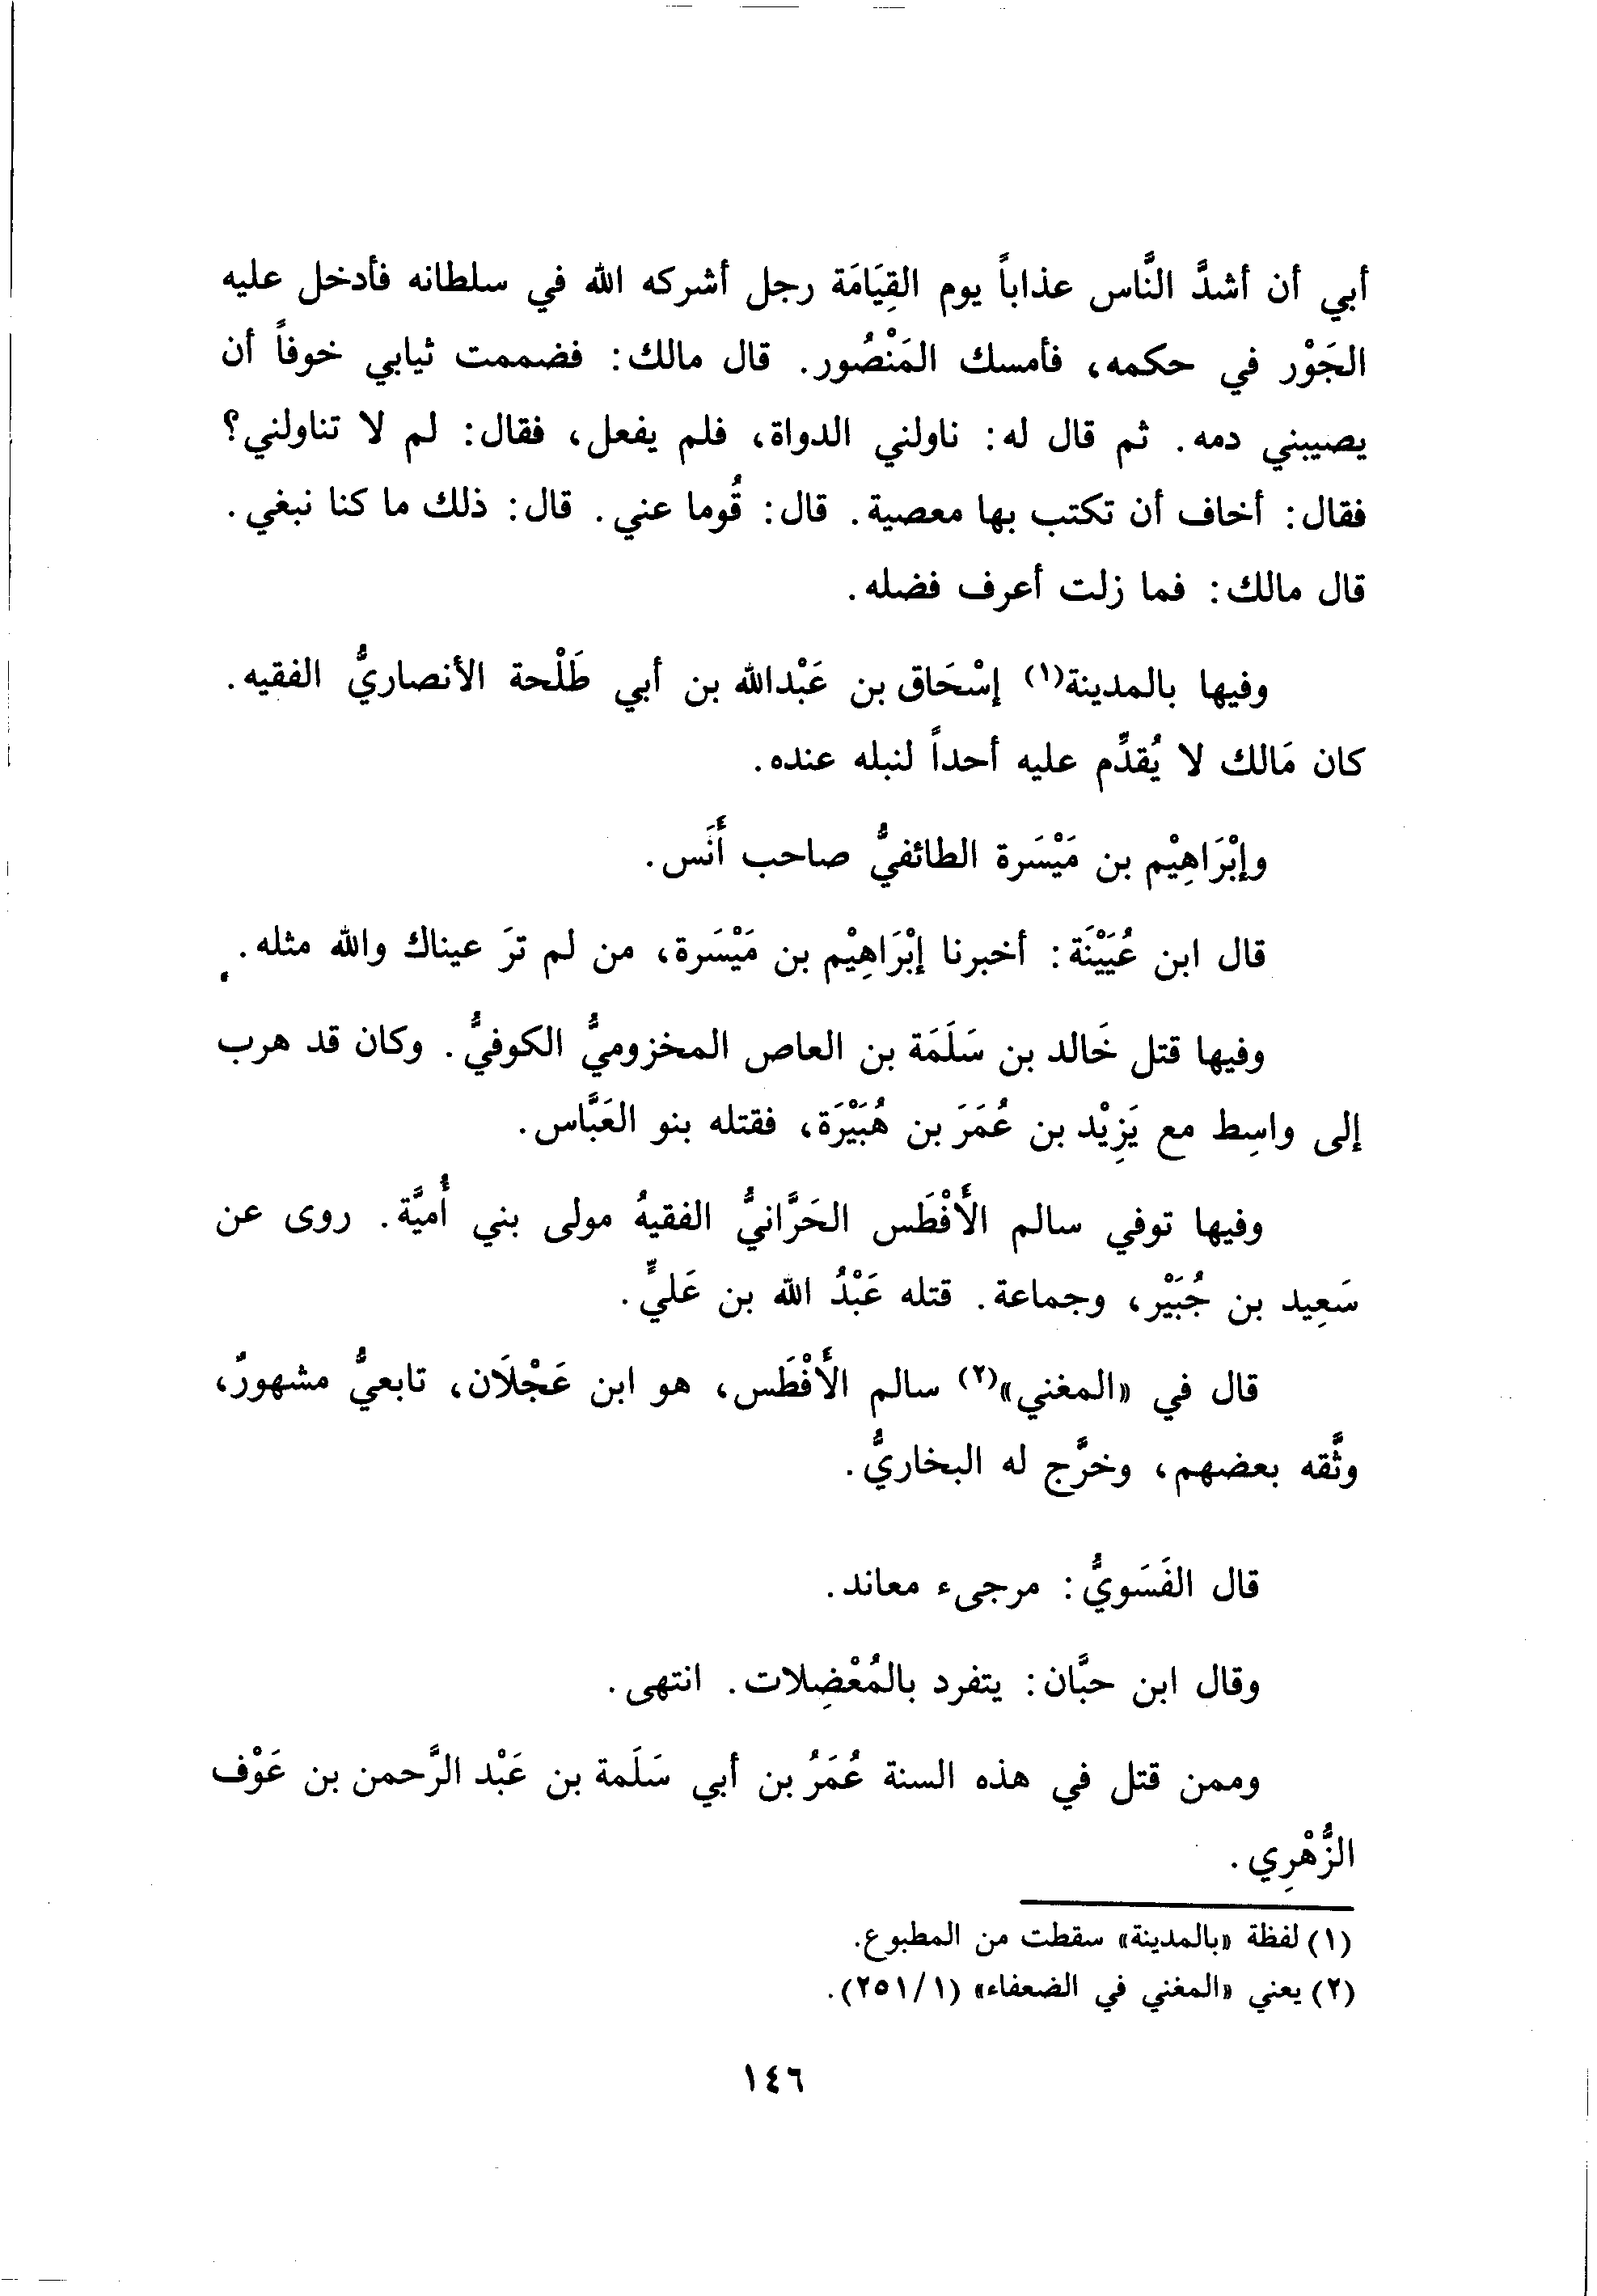 أبي أن أشدَّ النَّاس عذاباً يوم القِيَامَة رجل أشركه الله في سلطانه فأدخل عليه
الجَوْر في حكمه، فأمسك المَنْصُور. قال مالك: فضممت ثيابي خوفاً أن
يصيبني دمه. ثم قال له: ناولني الدواة، فلم يفعل، فقال: لم لا تناولني؟
فقال: أخاف أن تكتب بها معصية. قال: قُوما عني. قال: ذلك ما كنا نبغي.
قال مالك: فما زلت أعرف فضله.
وفيها بالمدينة(١) إسْحَاق بن عَبْدالله بن أبي طَلْحة الأنصاريُّ الفقيه.
كان مَالك لا يُقدِّم عليه أحداً لنبله عنده.
وإبْرَاهِيْم بن مَيْسَرة الطائفيُّ صاحب أَنَس.
قال ابن عُيَيْنَة: أخبرنا إبْرَاهِيْم بن مَيْسَرة، من لم ترَ عيناك والله مثله.
وفيها قتل خَالد بن سَلَمَة بن العاص المخزوميُّ الكوفيُّ. وكان قد هرب
إلى واسِط مع يَزِيْد بن عُمَرَ بن هُبَيْرَة، فقتله بنو العَبَّاس.
وفيها توفي سالم الأَفْطَس الحَرَّانيُّ الفقيهُ مولى بني أُميَّة. روى عن
سَعِيد بن جُبَيْر، وجماعة. قتله عَبْدُ الله بن عَليٍّ.
قال في «المغني»(٢) سالم الأَفْطَس، هو ابن عَجْلَان، تابعيُّ مشهورٌ،
وثَّقه بعضهم، وخرَّج له البخاريُّ.
قال الفَسَويُّ: مرجىء معاند.
وقال ابن حبَّان: يتفرد بالمُعْضِلات. انتهى.
وممن قتل في هذه السنة عُمَرُ بن أبي سَلَمة بن عَبْد الرَّحمن بن عَوْف
الزُّهْرِي.
(١) لفظة «بالمدينة» سقطت من المطبوع.
(٢) يعني «المغني في الضعفاء» (١/ ٢٥١).
١٤٦